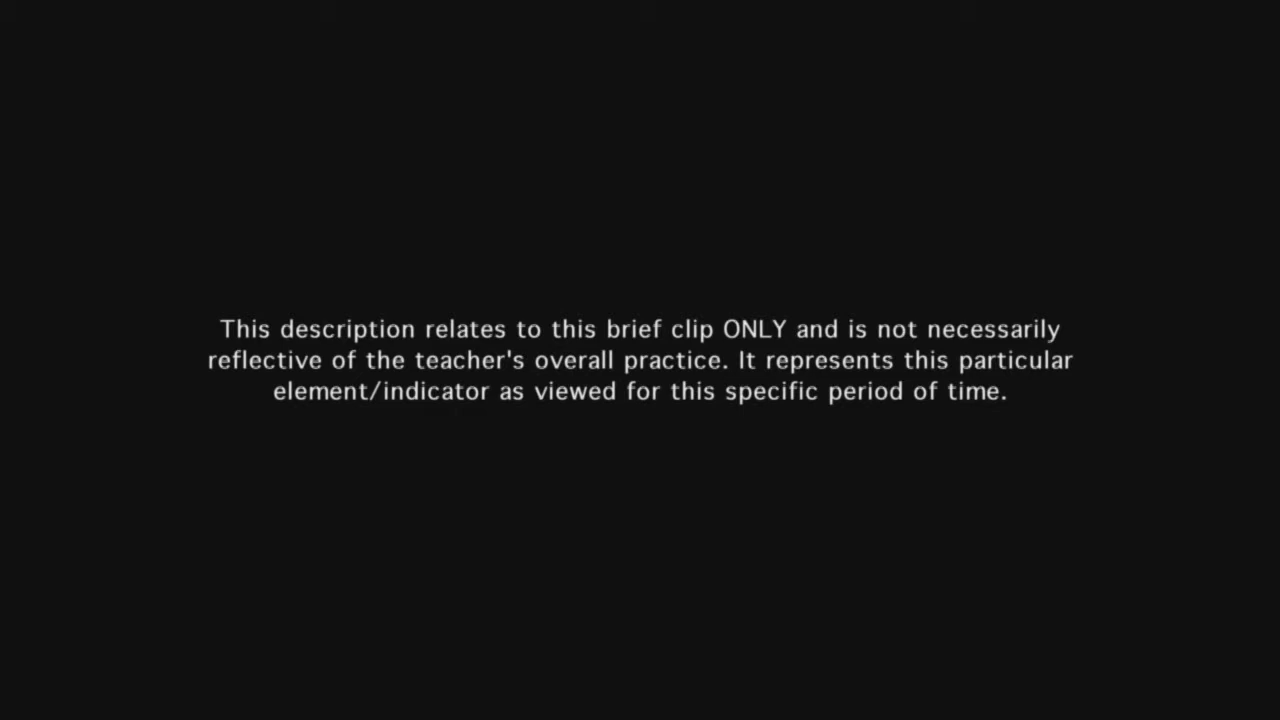 This description relates to this brief clip ONLY and is not necessarily
reflective of the teacher's overall practice. It represents this particular
element/indicator as viewed for this specific period of time.